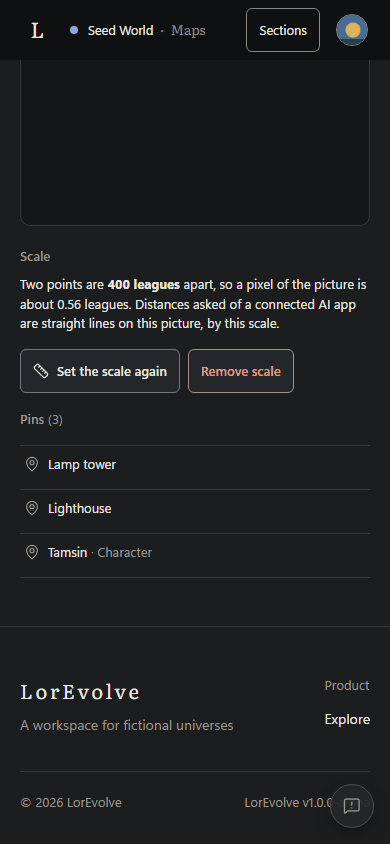 L
Seed World · Maps
Sections
Scale
Two points are 400 leagues apart, so a pixel of the picture is
about 0.56 leagues. Distances asked of a connected AI app
are straight lines on this picture, by this scale.
Set the scale again
Remove scale
Pins (3)
Lamp tower
Lighthouse
Tamsin · Character
LorEvolve
Product
A workspace for fictional universes
Explore
© 2026 LorEvolve
LorEvolve v1.0.0